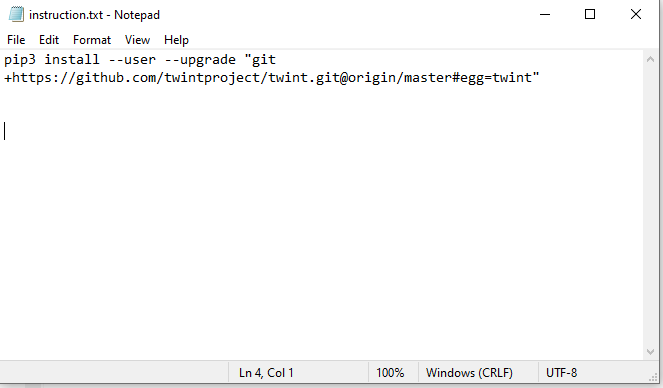 instruction.txt - Notepad
File Edit Format View Help
pip3 install --user --upgrade "git
+https://github.com/twintproject/twint.git@origin/master#egg=twint"
Ln 4, Col 1 100% Windows (CRLF) UTF-8